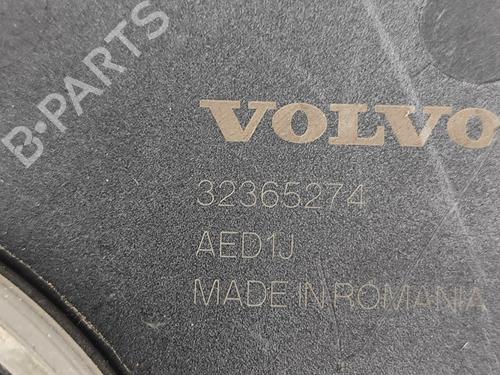 B-PARTS
VOLVO
32365274
AED1J
MADE IN ROMANIA